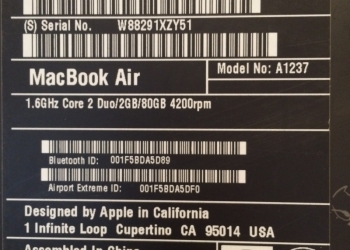 (S) Serial No. W88291XZY51
MacBook Air
Model No: A1237
1.6GHz Core 2 Duo/2GB/80GB 4200rpm
Bluetooth ID: 001F5BDA5D89
Airport Extreme ID: 001F5BDA5DF0
Designed by Apple in California
1 Infinite Loop Cupertino CA 95014 USA
Assembled In China